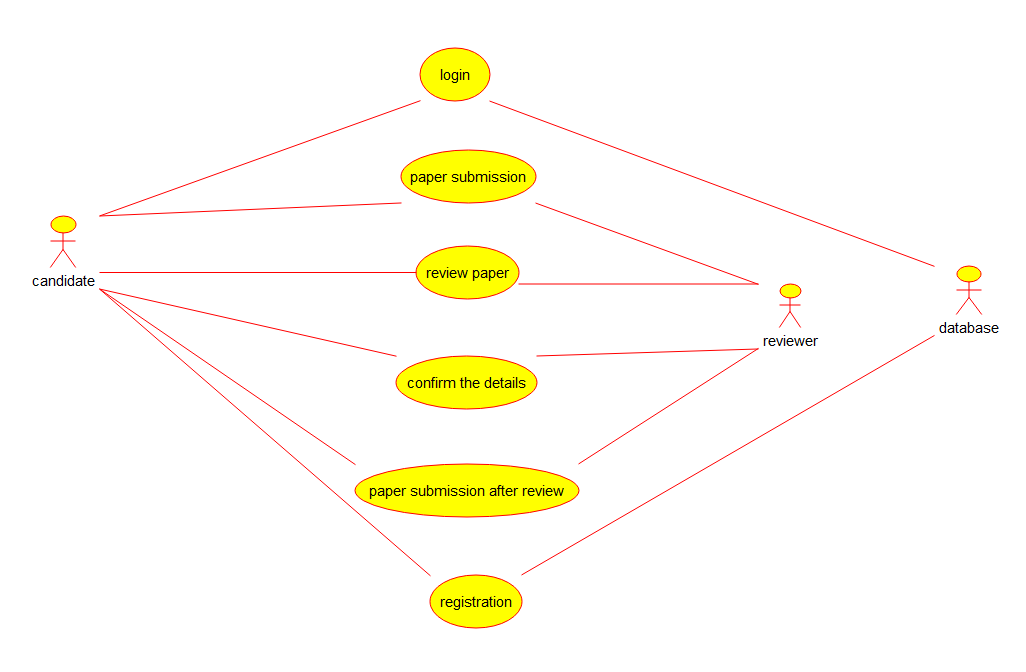 login
paper submission
review paper
candidate
database
reviewer
confirm the details
paper submission after review
registration